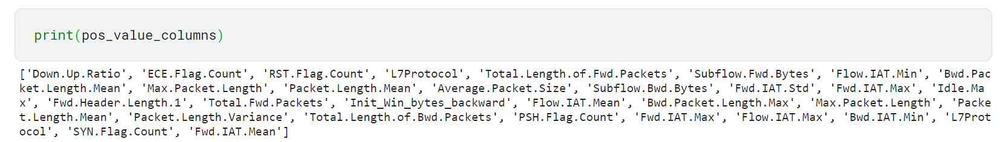 print(pos_value_columns)
['Down.Up.Ratio', 'ECE.Flag.Count', 'RST.Flag.Count', 'L7Protocol', 'Total.Length.of.Fwd.Packets', 'Subflow.Fwd.Bytes', 'Flow.IAT.Min', 'Bwd.Pac
ket.Length.Mean', 'Max.Packet.Length', 'Packet.Length.Mean', 'Average.Packet.Size', 'Subflow.Bwd.Bytes', 'Fwd.IAT.Std', 'Fwd.IAT.Max', 'Idle.Ma
x', 'Fwd.Header.Length.1', 'Total.Fwd.Packets', 'Init_Win_bytes_backward', 'Flow.IAT.Mean', 'Bwd.Packet.Length.Max', 'Max.Packet.Length', 'Packe
t.Length.Mean', 'Packet.Length.Variance', 'Total.Length.of.Bwd.Packets', 'PSH.Flag.Count', 'Fwd.IAT.Max', 'Flow.IAT.Max', 'Bwd.IAT.Min', 'L7Prot
ocol', 'SYN.Flag.Count', 'Fwd.IAT.Mean']